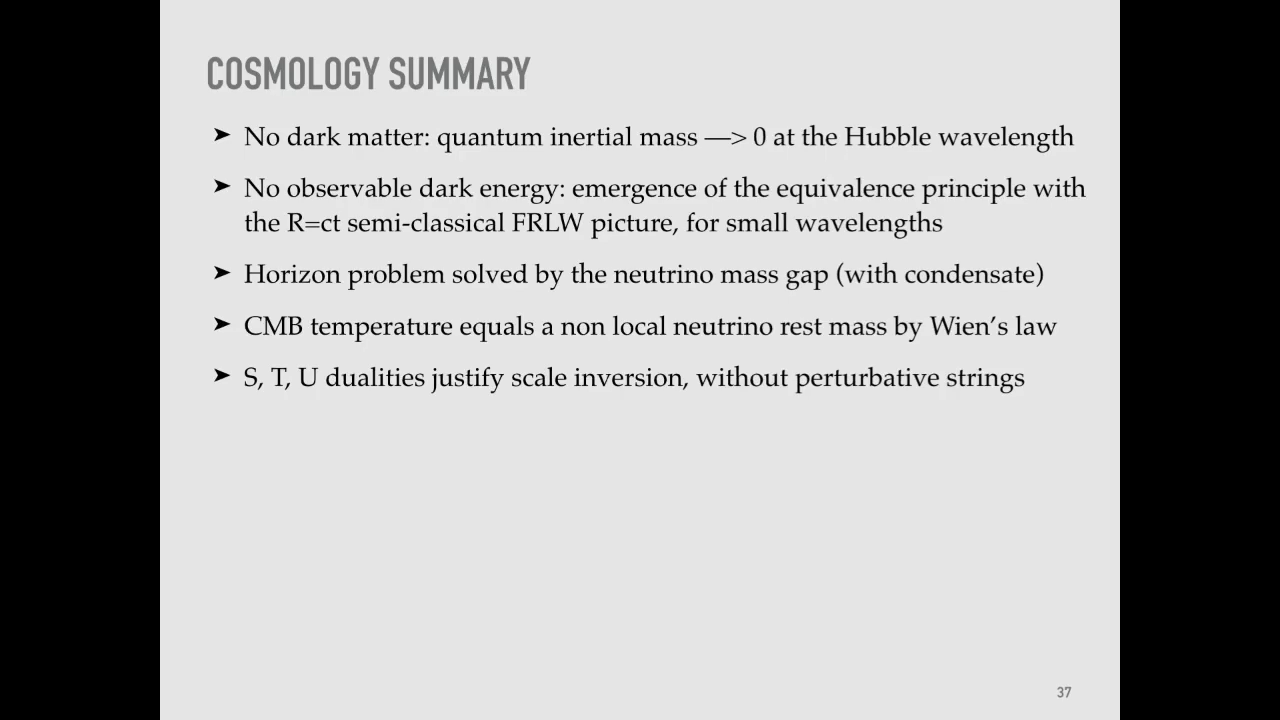 COSMOLOGY SUMMARY
➤ No dark matter: quantum inertial mass —> 0 at the Hubble wavelength
➤ No observable dark energy: emergence of the equivalence principle with
the R=ct semi-classical FRLW picture, for small wavelengths
➤ Horizon problem solved by the neutrino mass gap (with condensate)
➤ CMB temperature equals a non local neutrino rest mass by Wien’s law
➤ S, T, U dualities justify scale inversion, without perturbative strings
37